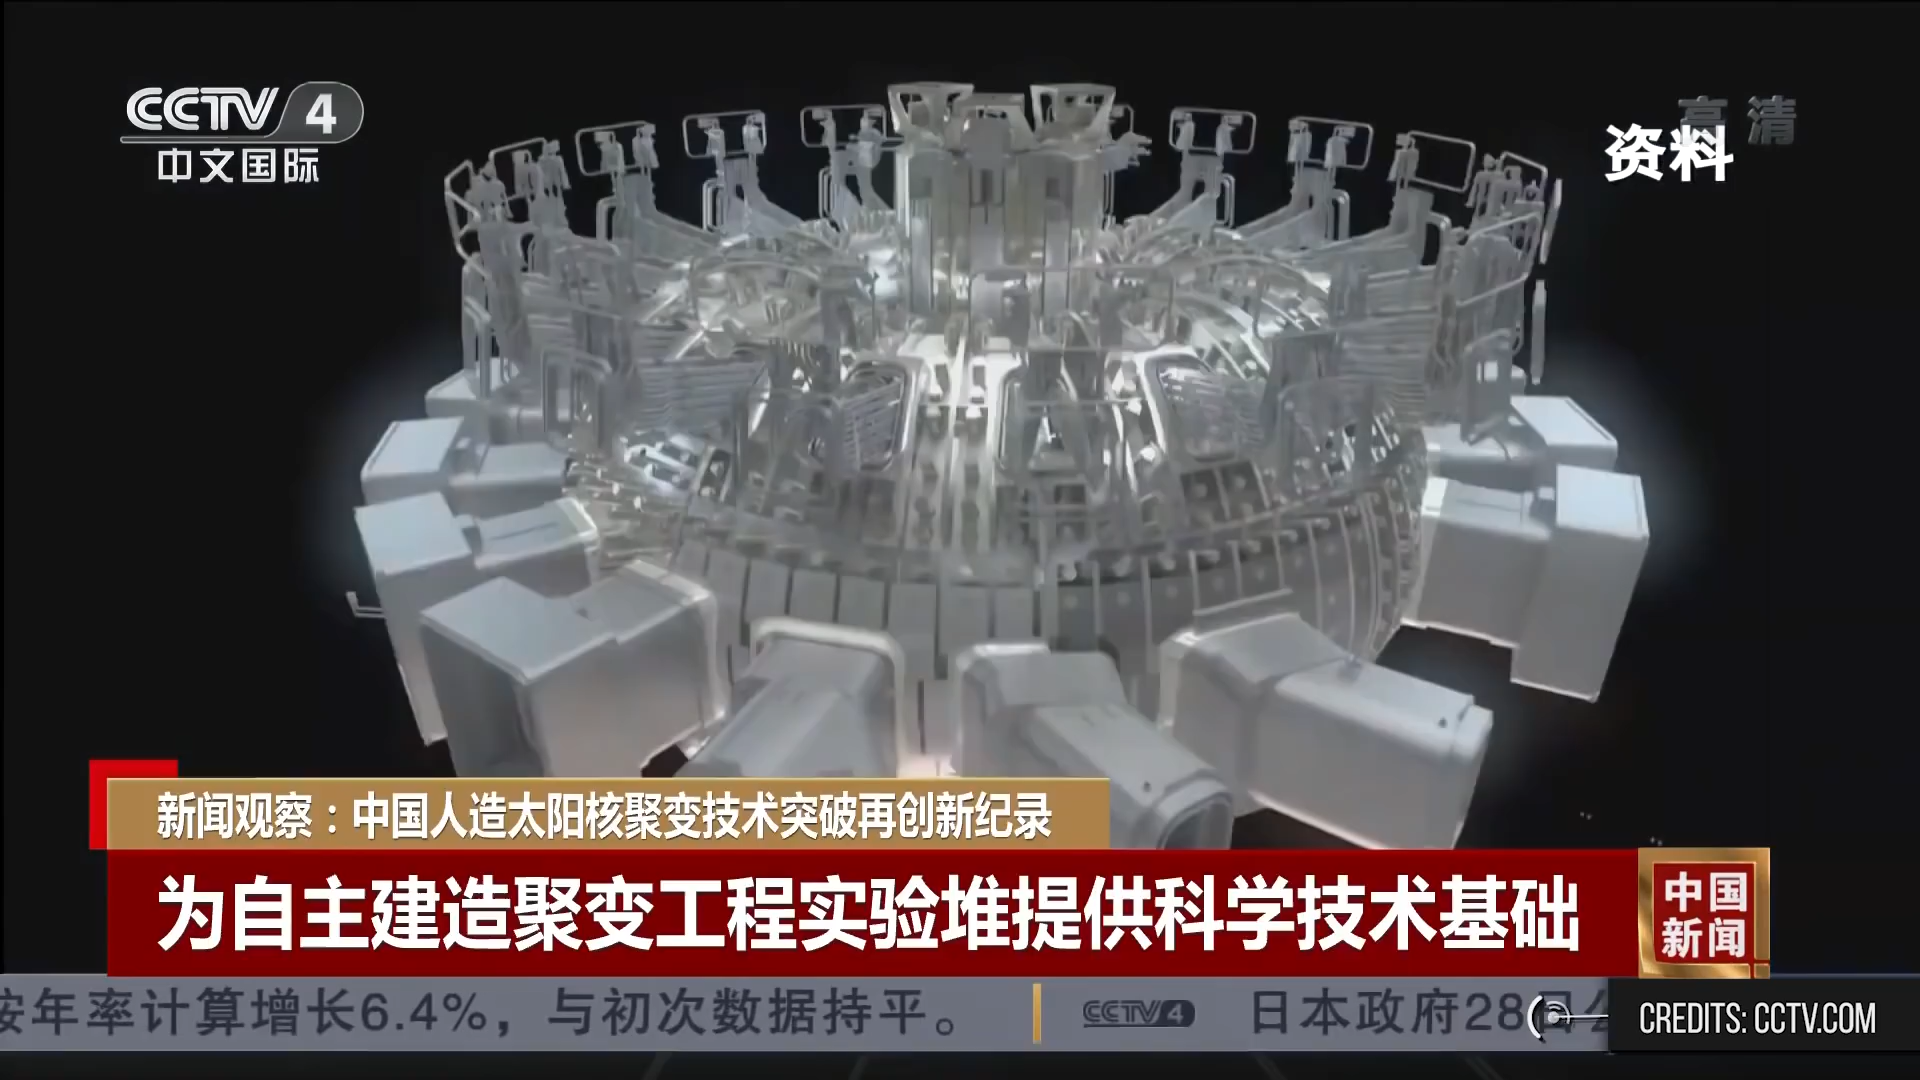 CCTV 4
中文国际
高清
资料
新闻观察：中国人造太阳核聚变技术突破再创新纪录
为自主建造聚变工程实验堆提供科学技术基础
中国
新闻
按年率计算增长6.4%，与初次数据持平。 CCTV 4 日本政府28日
CREDITS: CCTV.COM